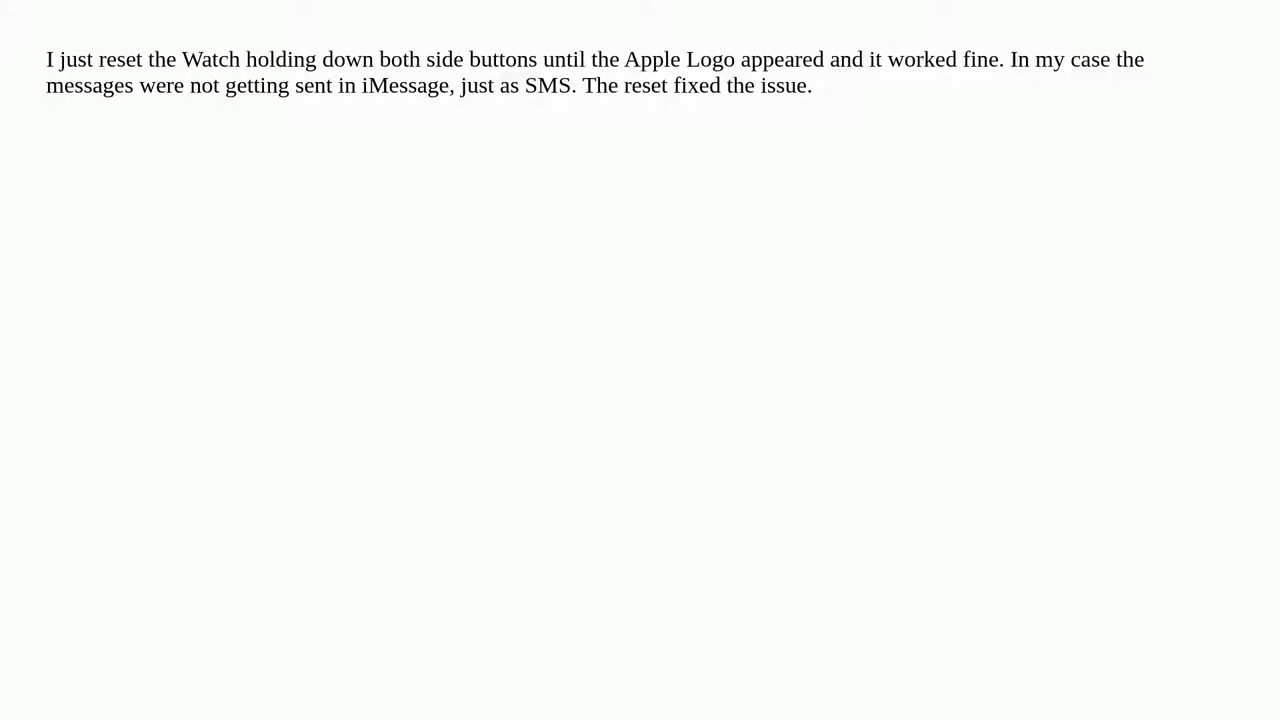 I just reset the Watch holding down both side buttons until the Apple Logo appeared and it worked fine. In my case the
messages were not getting sent in iMessage, just as SMS. The reset fixed the issue.